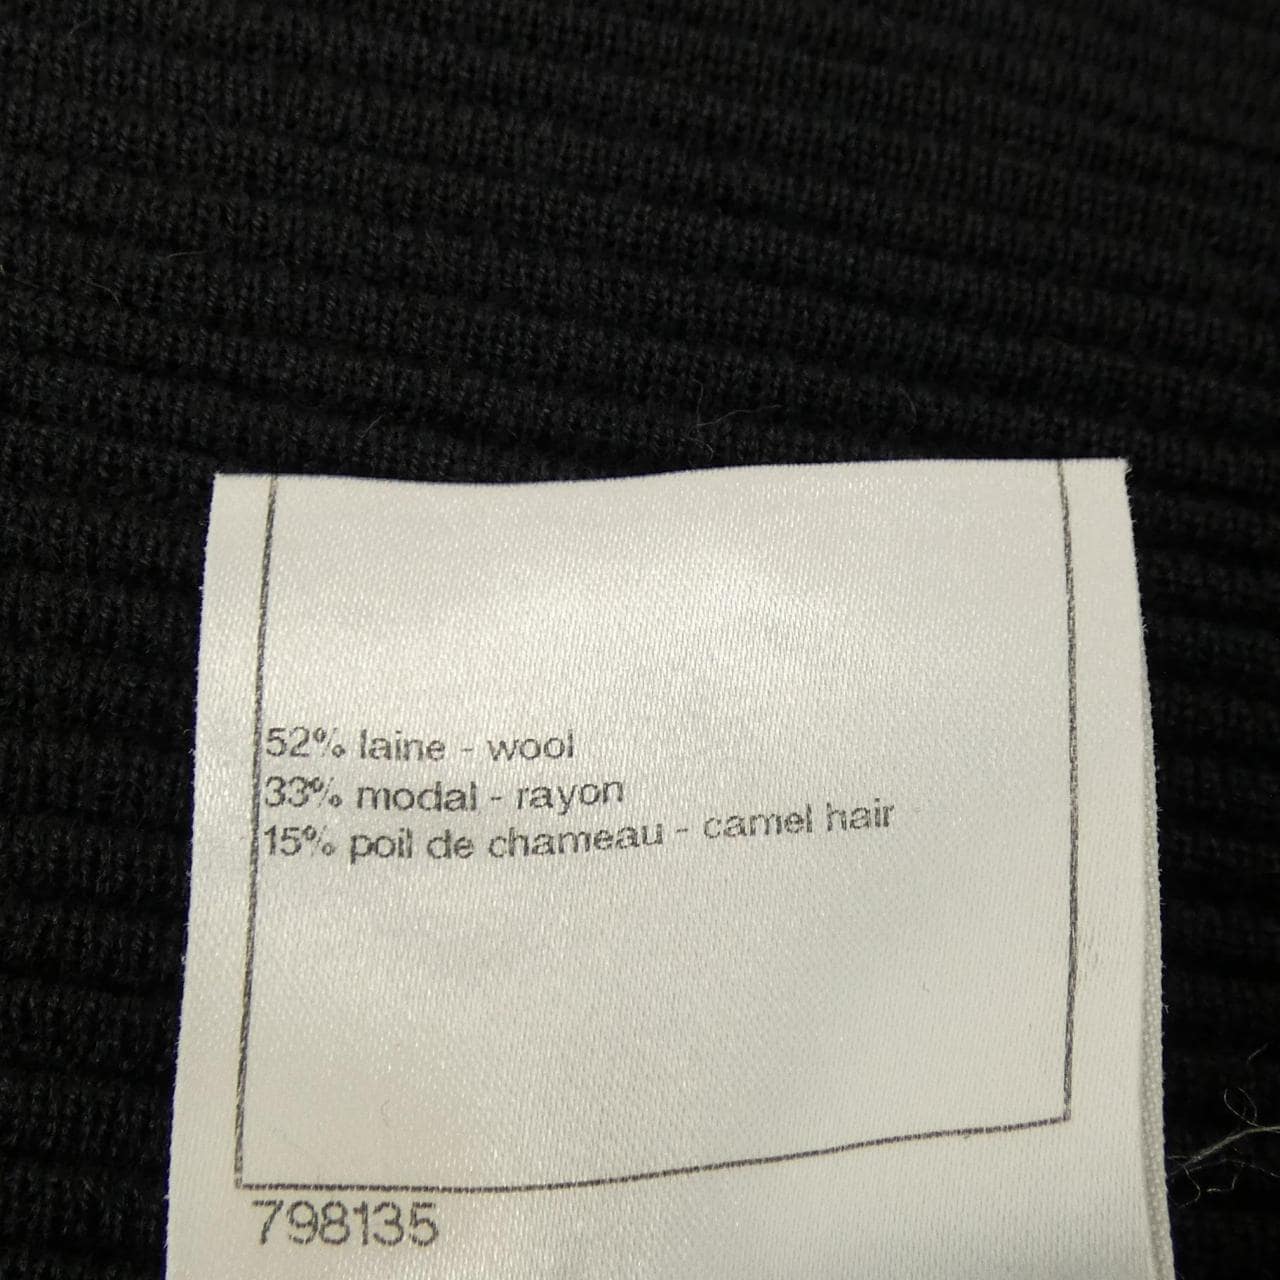 52% laine - wool
33% modal - rayon
15% poil de chameau - camel hair
798135